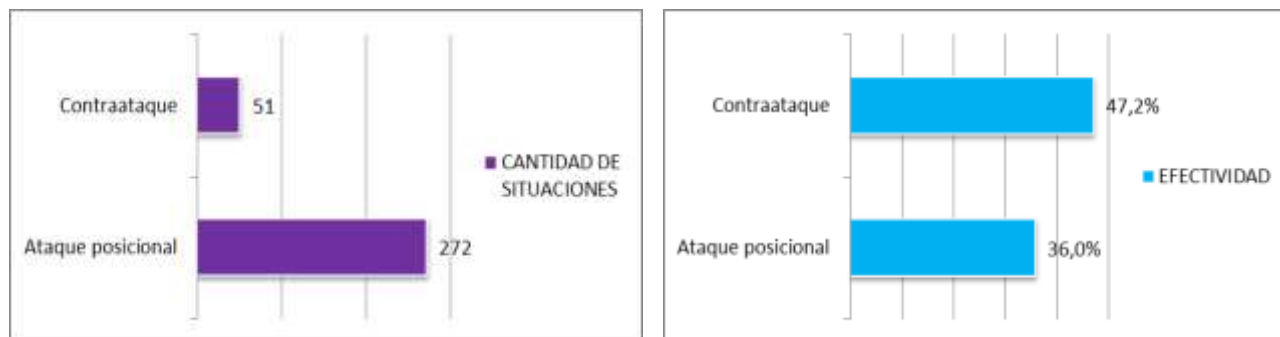 Contraataque
51
CANTIDAD DE
SITUACIONES
Ataque posicional
272
Contraataque
47,2%
EFECTIVIDAD
Ataque posicional
36,0%